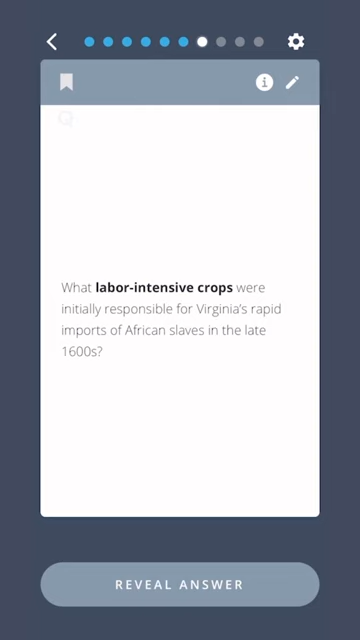 Q
What labor-intensive crops were
initially responsible for Virginia's rapid
imports of African slaves in the late
1600s?
REVEAL ANSWER